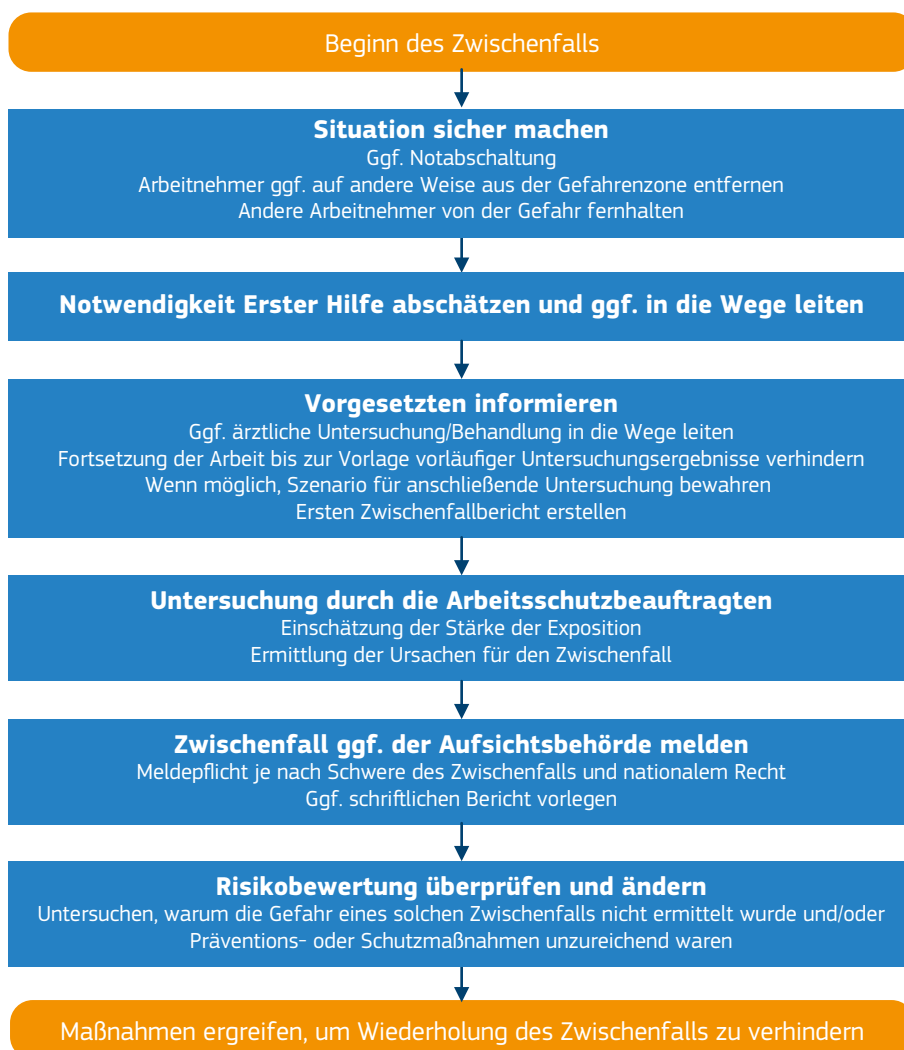 Beginn des Zwischenfalls
Situation sicher machen
Ggf. Notabschaltung
Arbeitnehmer ggf. auf andere Weise aus der Gefahrenzone entfernen
Andere Arbeitnehmer von der Gefahr fernhalten
Notwendigkeit Erster Hilfe abschätzen und ggf. in die Wege leiten
Vorgesetzten informieren
Ggf. ärztliche Untersuchung/Behandlung in die Wege leiten
Fortsetzung der Arbeit bis zur Vorlage vorläufiger Untersuchungsergebnisse verhindern
Wenn möglich, Szenario für anschließende Untersuchung bewahren
Ersten Zwischenfallbericht erstellen
Untersuchung durch die Arbeitsschutzbeauftragten
Einschätzung der Stärke der Exposition
Ermittlung der Ursachen für den Zwischenfall
Zwischenfall ggf. der Aufsichtsbehörde melden
Meldepflicht je nach Schwere des Zwischenfalls und nationalem Recht
Ggf. schriftlichen Bericht vorlegen
Risikobewertung überprüfen und ändern
Untersuchen, warum die Gefahr eines solchen Zwischenfalls nicht ermittelt wurde und/oder
Präventions- oder Schutzmaßnahmen unzureichend waren
Maßnahmen ergreifen, um Wiederholung des Zwischenfalls zu verhindern